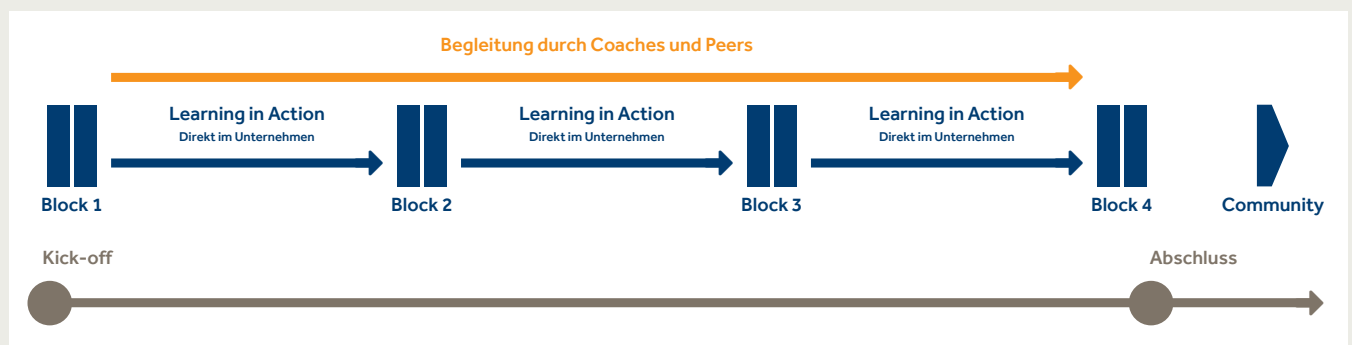 Begleitung durch Coaches und Peers
Learning in Action
Direkt im Unternehmen
Learning in Action
Direkt im Unternehmen
Learning in Action
Direkt im Unternehmen
Block 1
Block 2
Block 3
Block 4
Community
Kick-off
Abschluss